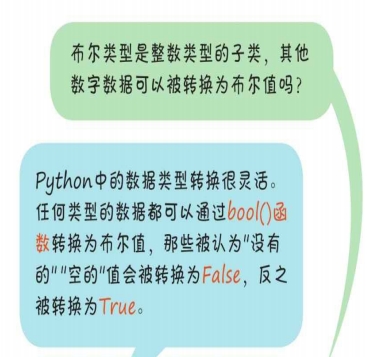 布尔类型是整数类型的子类，其他
数字数据可以被转换为布尔值吗？
Python中的数据类型转换很灵活。
任何类型的数据都可以通过bool()函
数转换为布尔值，那些被认为"没有
的""空的"值会被转换为False，反之
被转换为True。